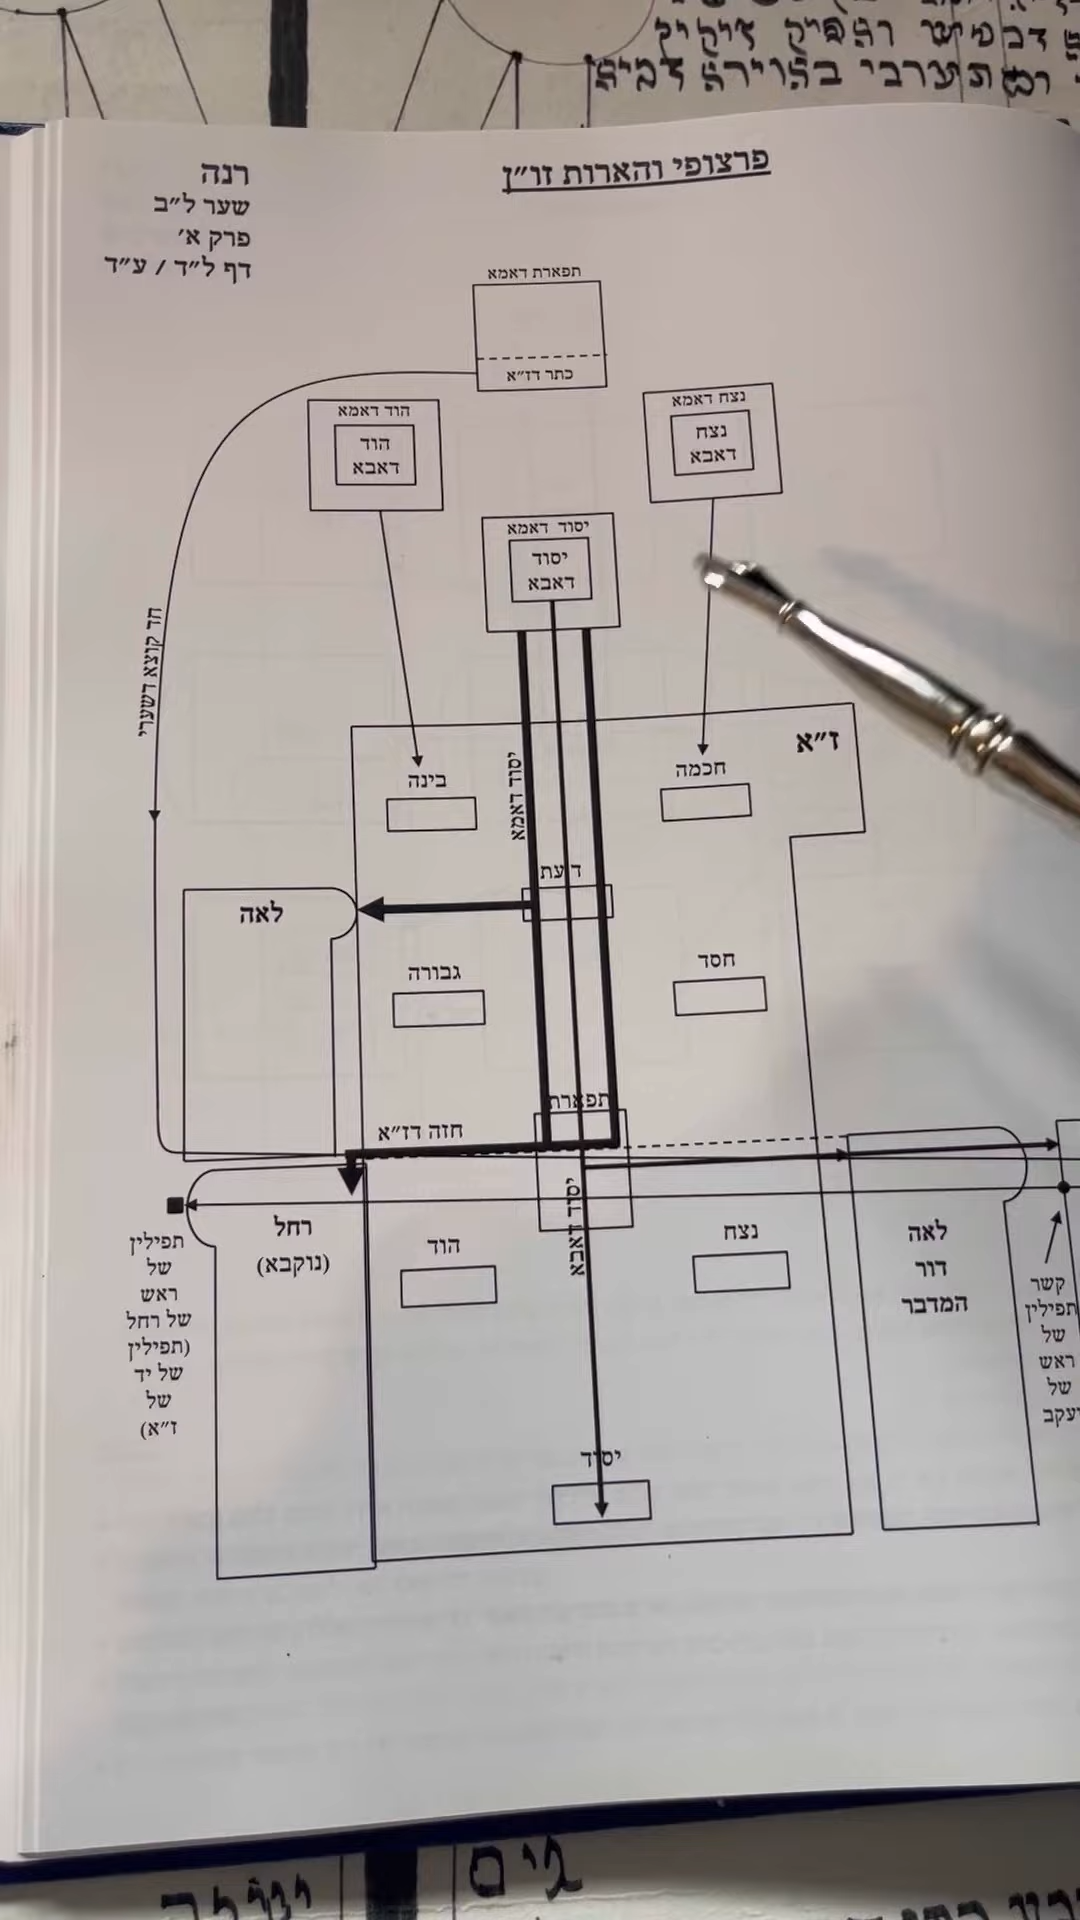 פרצופי והארות זו״ן
רנה
שער ל״ב
פרק א׳
דף ל״ד / ע״ד
תפארת דאמא
כתר דז״א
נצח דאמא
נצח
דאבא
הוד דאמא
הוד
דאבא
יסוד דאמא
יסוד
דאבא
חד קוצא דשערי
ז״א
חכמה
בינה
יסוד דאמא
דעת
לאה
חסד
גבורה
תפארת
חזה דז״א
יסוד דאבא
נצח
הוד
יסוד
רחל
(נוקבא)
לאה
דור
המדבר
קשר
תפילין
של
ראש
של
יעקב
תפילין
של
ראש
של רחל
(תפילין
של יד
של
ז״א)